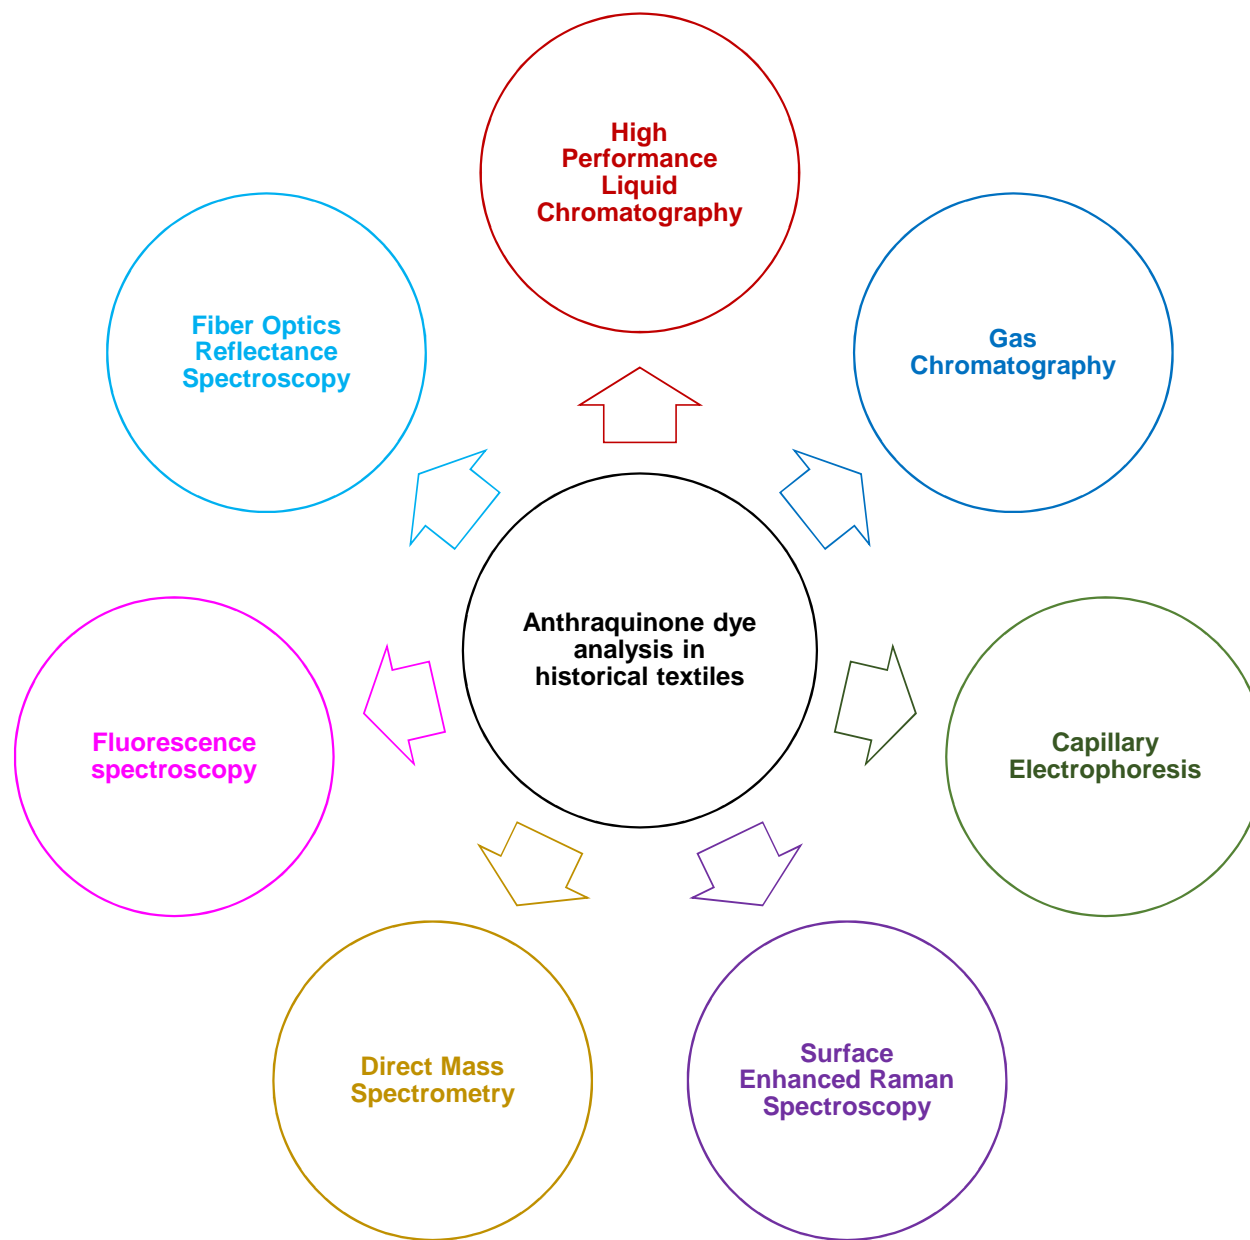 High
Performance
Liquid
Chromatography
Fiber Optics
Reflectance
Spectroscopy
Gas
Chromatography
Anthraquinone dye
analysis in
historical textiles
Fluorescence
spectroscopy
Capillary
Electrophoresis
Direct Mass
Spectrometry
Surface
Enhanced Raman
Spectroscopy